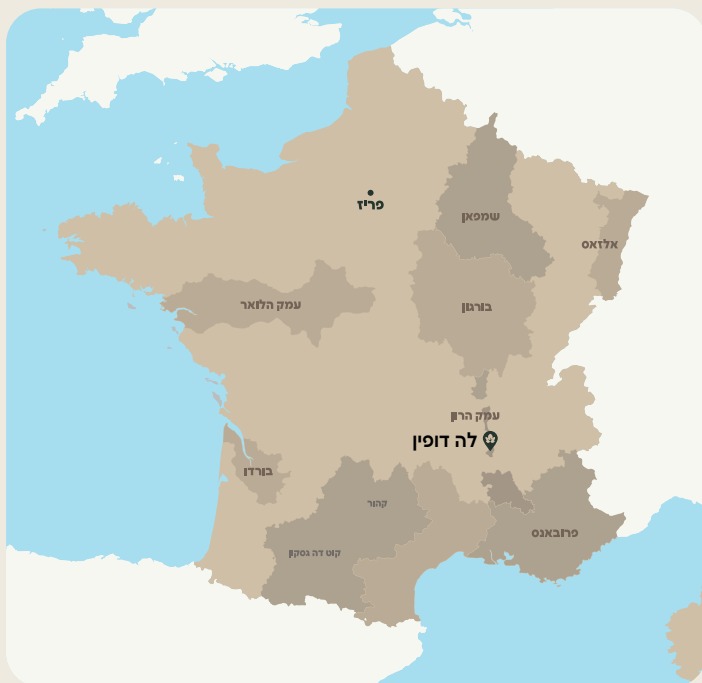 פריז
שמפאן
אלזאס
עמק הלואר
בורגון
עמק הרון
לה דופין
בורדו
קהור
פרובאנס
קוט דה גסקון